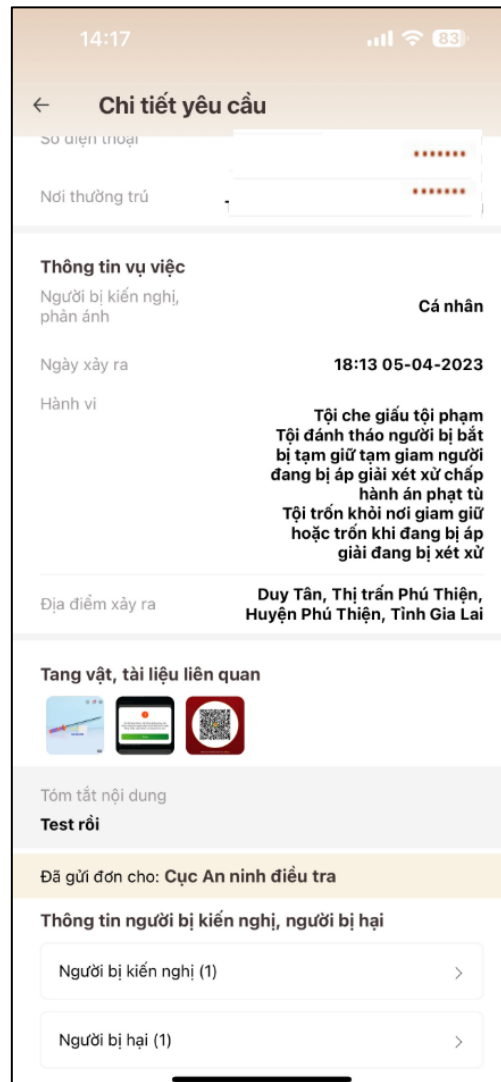 14:17
83
← Chi tiết yêu cầu
Số điện thoại
Nơi thường trú
Thông tin vụ việc
Người bị kiến nghị,
phản ánh
Cá nhân
Ngày xảy ra
18:13 05-04-2023
Hành vi
Tội che giấu tội phạm
Tội đánh tháo người bị bắt
bị tạm giữ tạm giam người
đang bị áp giải xét xử chấp
hành án phạt tù
Tội trốn khỏi nơi giam giữ
hoặc trốn khi đang bị áp
giải đang bị xét xử
Địa điểm xảy ra
Duy Tân, Thị trấn Phú Thiện,
Huyện Phú Thiện, Tỉnh Gia Lai
Tang vật, tài liệu liên quan
Tóm tắt nội dung
Test rồi
Đã gửi đơn cho: Cục An ninh điều tra
Thông tin người bị kiến nghị, người bị hại
Người bị kiến nghị (1)
Người bị hại (1)